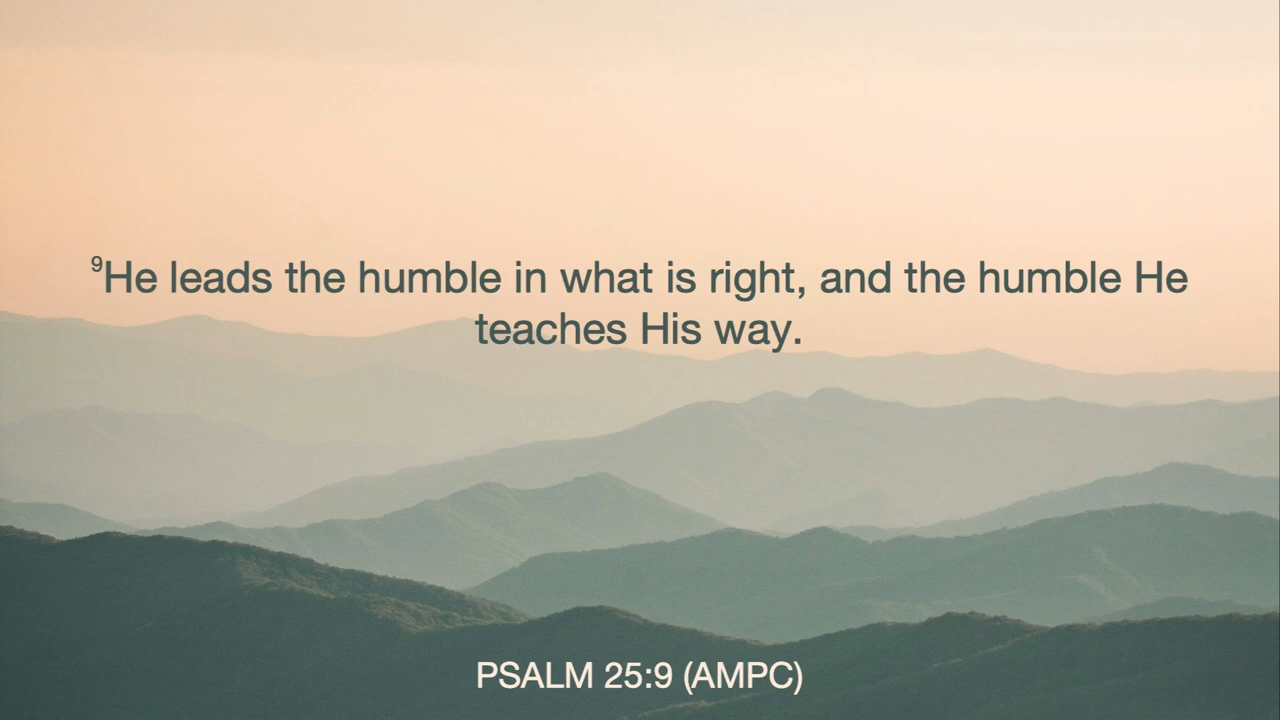 ⁹He leads the humble in what is right, and the humble He
teaches His way.
PSALM 25:9 (AMPC)